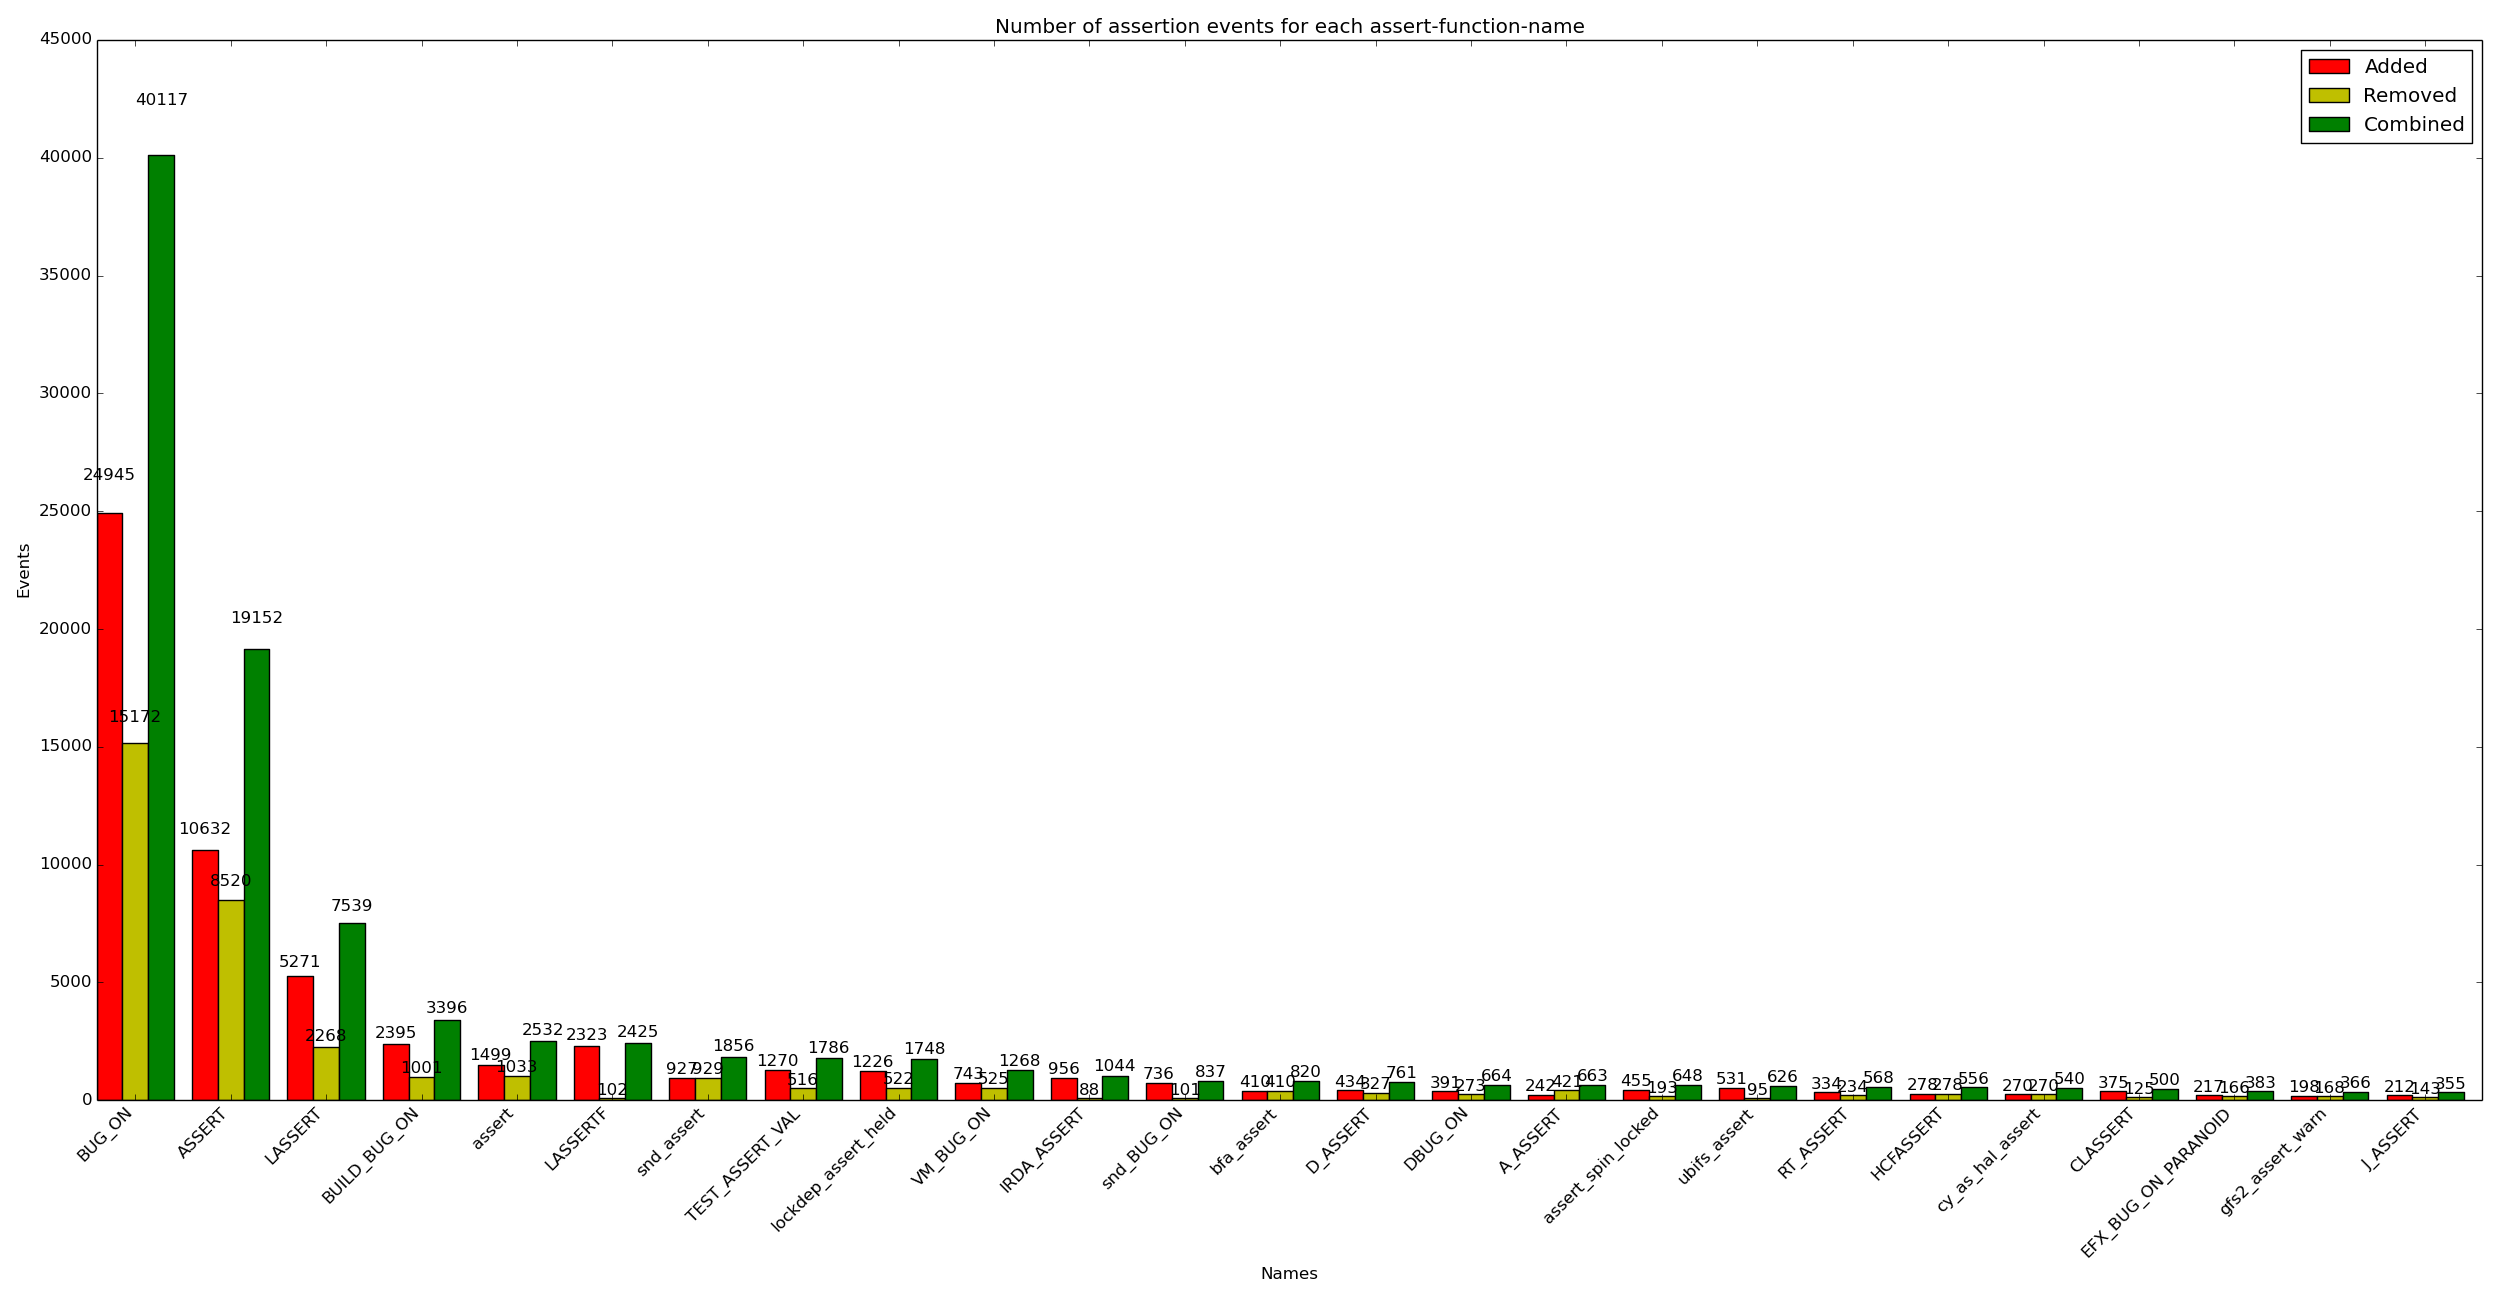 Number of assertion events for each assert-function-name
Added
Removed
Combined
Events
45000
40000
35000
30000
25000
20000
15000
10000
5000
0
24945 15172 40117
10632 8520 19152
5271 2268 7539
2395 1001 3396
1499 1033 2532
2323 102 2425
927 929 1856
1270 516 1786
1226 522 1748
743 525 1268
956 88 1044
736 101 837
410 410 820
434 327 761
391 273 664
242 421 663
455 193 648
531 95 626
334 234 568
278 278 556
270 270 540
375 125 500
217 166 383
198 168 366
212 143 355
BUG_ON
ASSERT
LASSERT
BUILD_BUG_ON
assert
LASSERTF
snd_assert
TEST_ASSERT_VAL
lockdep_assert_held
VM_BUG_ON
IRDA_ASSERT
snd_BUG_ON
bfa_assert
D_ASSERT
DBUG_ON
A_ASSERT
assert_spin_locked
ubifs_assert
RT_ASSERT
HCFASSERT
cy_as_hal_assert
CLASSERT
EFX_BUG_ON_PARANOID
gfs2_assert_warn
J_ASSERT
Names